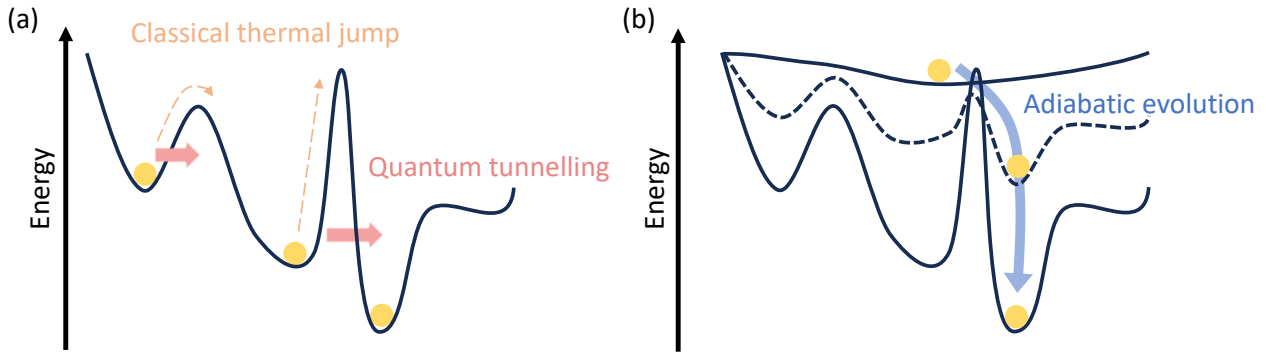 (a)
Classical thermal jump
Energy
Quantum tunnelling
(b)
Adiabatic evolution
Energy